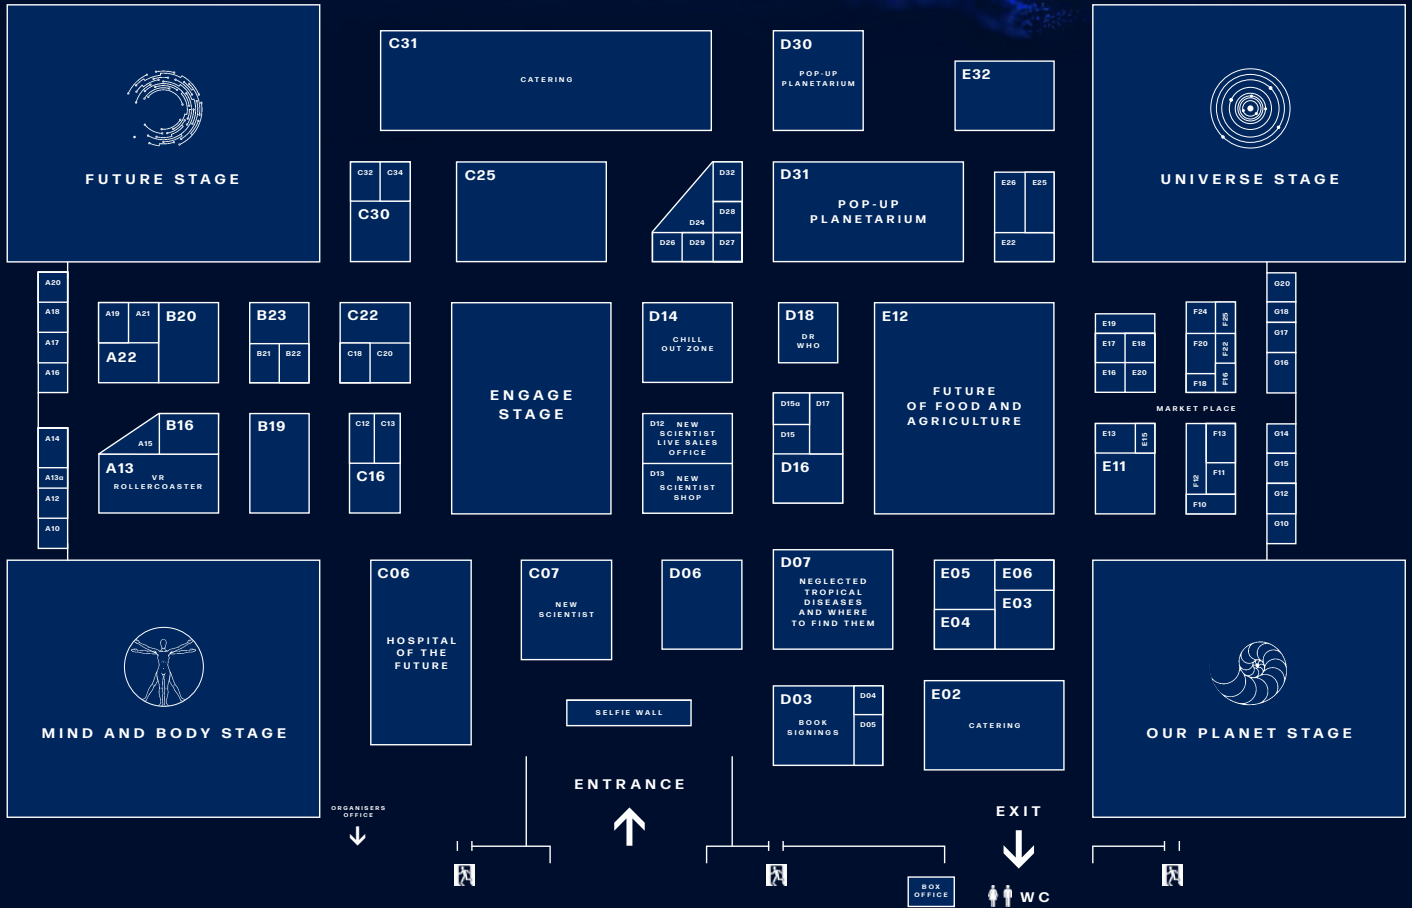 C31
CATERING
D30
POP-UP
PLANETARIUM
E32
FUTURE STAGE
UNIVERSE STAGE
C32
C34
C30
C25
D32
D24
D28
D26
D29
D27
D31
POP-UP
PLANETARIUM
E26
E25
E22
A20
A18
A17
A16
A19
A21
B20
A22
B23
B21
B22
C22
C18
C20
ENGAGE
STAGE
D14
CHILL
OUT ZONE
D18
DR
WHO
E12
FUTURE
OF FOOD AND
AGRICULTURE
E19
E17
E18
E16
E20
F24
F25
F20
F22
F18
F16
G20
G18
G17
G16
MARKET PLACE
A14
A13a
A12
A10
B16
A15
A13
VR
ROLLERCOASTER
B19
C12
C13
C16
D12
NEW
SCIENTIST
LIVE SALES
OFFICE
D13
NEW
SCIENTIST
SHOP
D15a
D17
D15
D16
E13
E15
E11
F13
F12
F11
F10
G14
G15
G12
G10
MIND AND BODY STAGE
C06
HOSPITAL
OF THE
FUTURE
C07
NEW
SCIENTIST
D06
D07
NEGLECTED
TROPICAL
DISEASES
AND WHERE
TO FIND THEM
E05
E06
E04
E03
OUR PLANET STAGE
SELFIE WALL
D03
BOOK
SIGNINGS
D04
D05
E02
CATERING
ENTRANCE
ORGANISERS
OFFICE
EXIT
BOX
OFFICE
WC